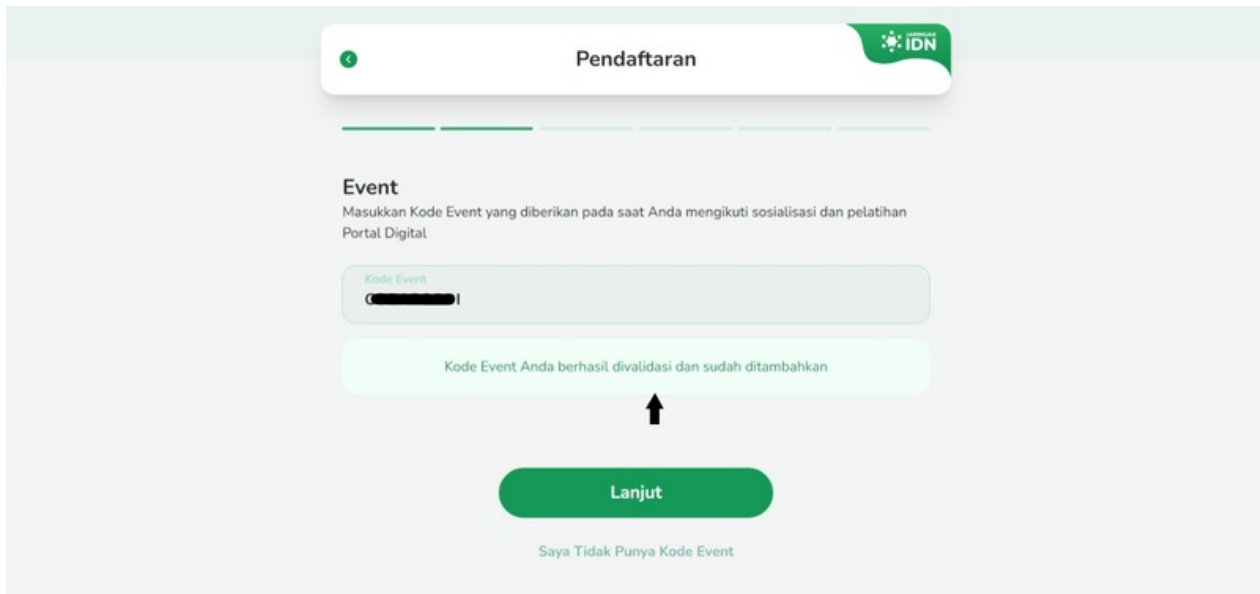 Pendaftaran
JARINGAN
IDN
Event
Masukkan Kode Event yang diberikan pada saat Anda mengikuti sosialisasi dan pelatihan
Portal Digital
Kode Event
Kode Event Anda berhasil divalidasi dan sudah ditambahkan
Lanjut
Saya Tidak Punya Kode Event